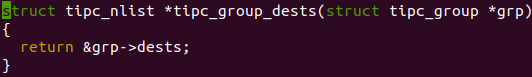 struct tipc_nlist *tipc_group_dests(struct tipc_group *grp)
{
  return &grp->dests;
}